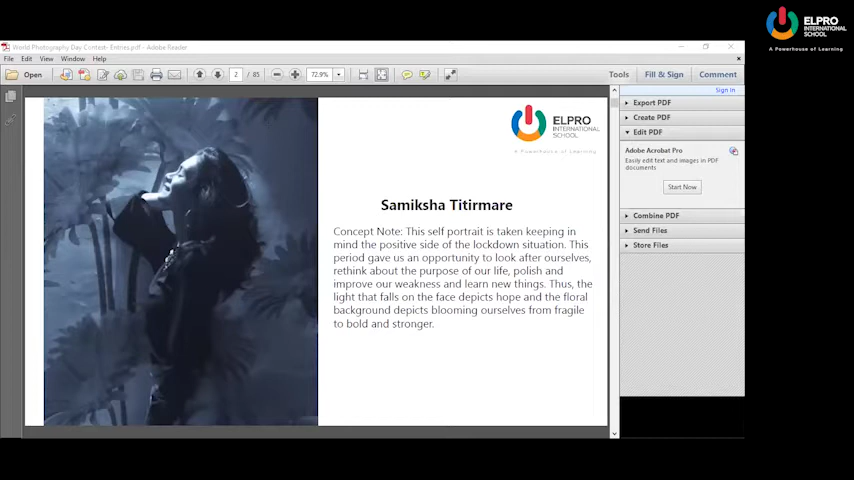 ELPRO
INTERNATIONAL
SCHOOL
A Powerhouse of Learning
World Photography Day Contest- Entries.pdf - Adobe Reader
File Edit View Window Help
Open 2 / 85 72.9% Tools Fill & Sign Comment
Sign In
Export PDF
Create PDF
Edit PDF
Adobe Acrobat Pro
Easily edit text and images in PDF
documents
Start Now
Combine PDF
Send Files
Store Files
ELPRO
INTERNATIONAL
SCHOOL
A Powerhouse of Learning
Samiksha Titirmare
Concept Note: This self portrait is taken keeping in
mind the positive side of the lockdown situation. This
period gave us an opportunity to look after ourselves,
rethink about the purpose of our life, polish and
improve our weakness and learn new things. Thus, the
light that falls on the face depicts hope and the floral
background depicts blooming ourselves from fragile
to bold and stronger.